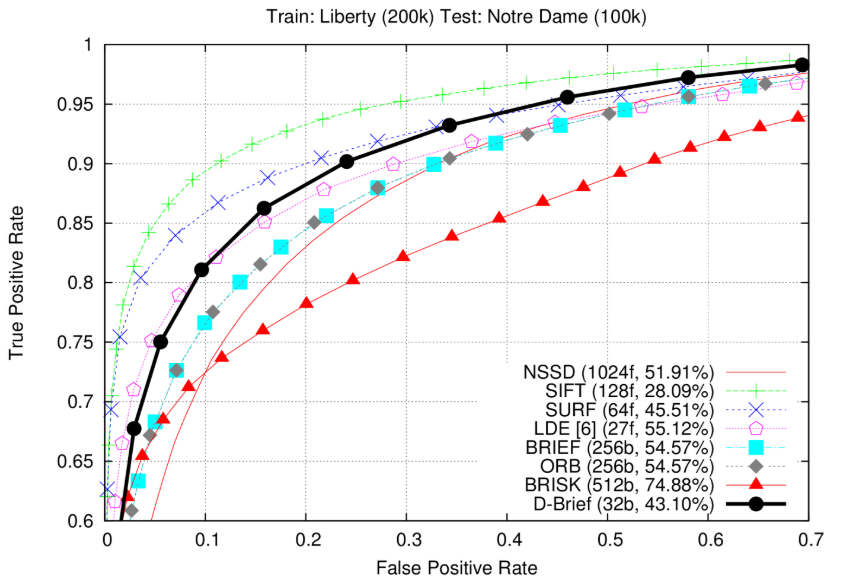 Train: Liberty (200k) Test: Notre Dame (100k)
1
0.95
0.9
0.85
0.8
0.75
0.7
0.65
0.6
True Positive Rate
NSSD (1024f, 51.91%)
SIFT (128f, 28.09%)
SURF (64f, 45.51%)
LDE [6] (27f, 55.12%)
BRIEF (256b, 54.57%)
ORB (256b, 54.57%)
BRISK (512b, 74.88%)
D-Brief (32b, 43.10%)
0 0.1 0.2 0.3 0.4 0.5 0.6 0.7
False Positive Rate